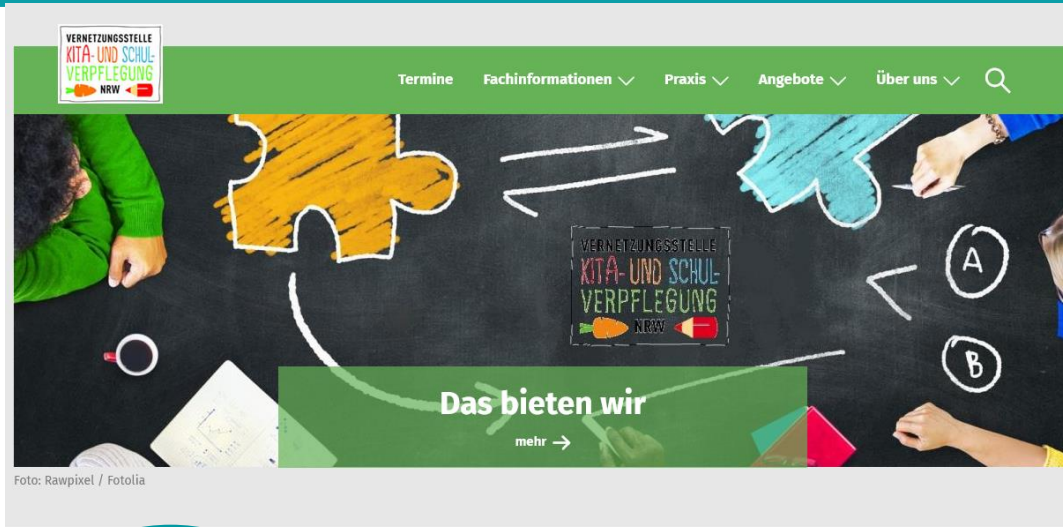 VERNETZUNGSSTELLE
KITA- UND SCHUL-
VERPFLEGUNG
NRW
Termine Fachinformationen Praxis Angebote Über uns
VERNETZUNGSSTELLE
KITA- UND SCHUL-
VERPFLEGUNG
NRW
A
B
Das bieten wir
mehr →
Foto: Rawpixel / Fotolia